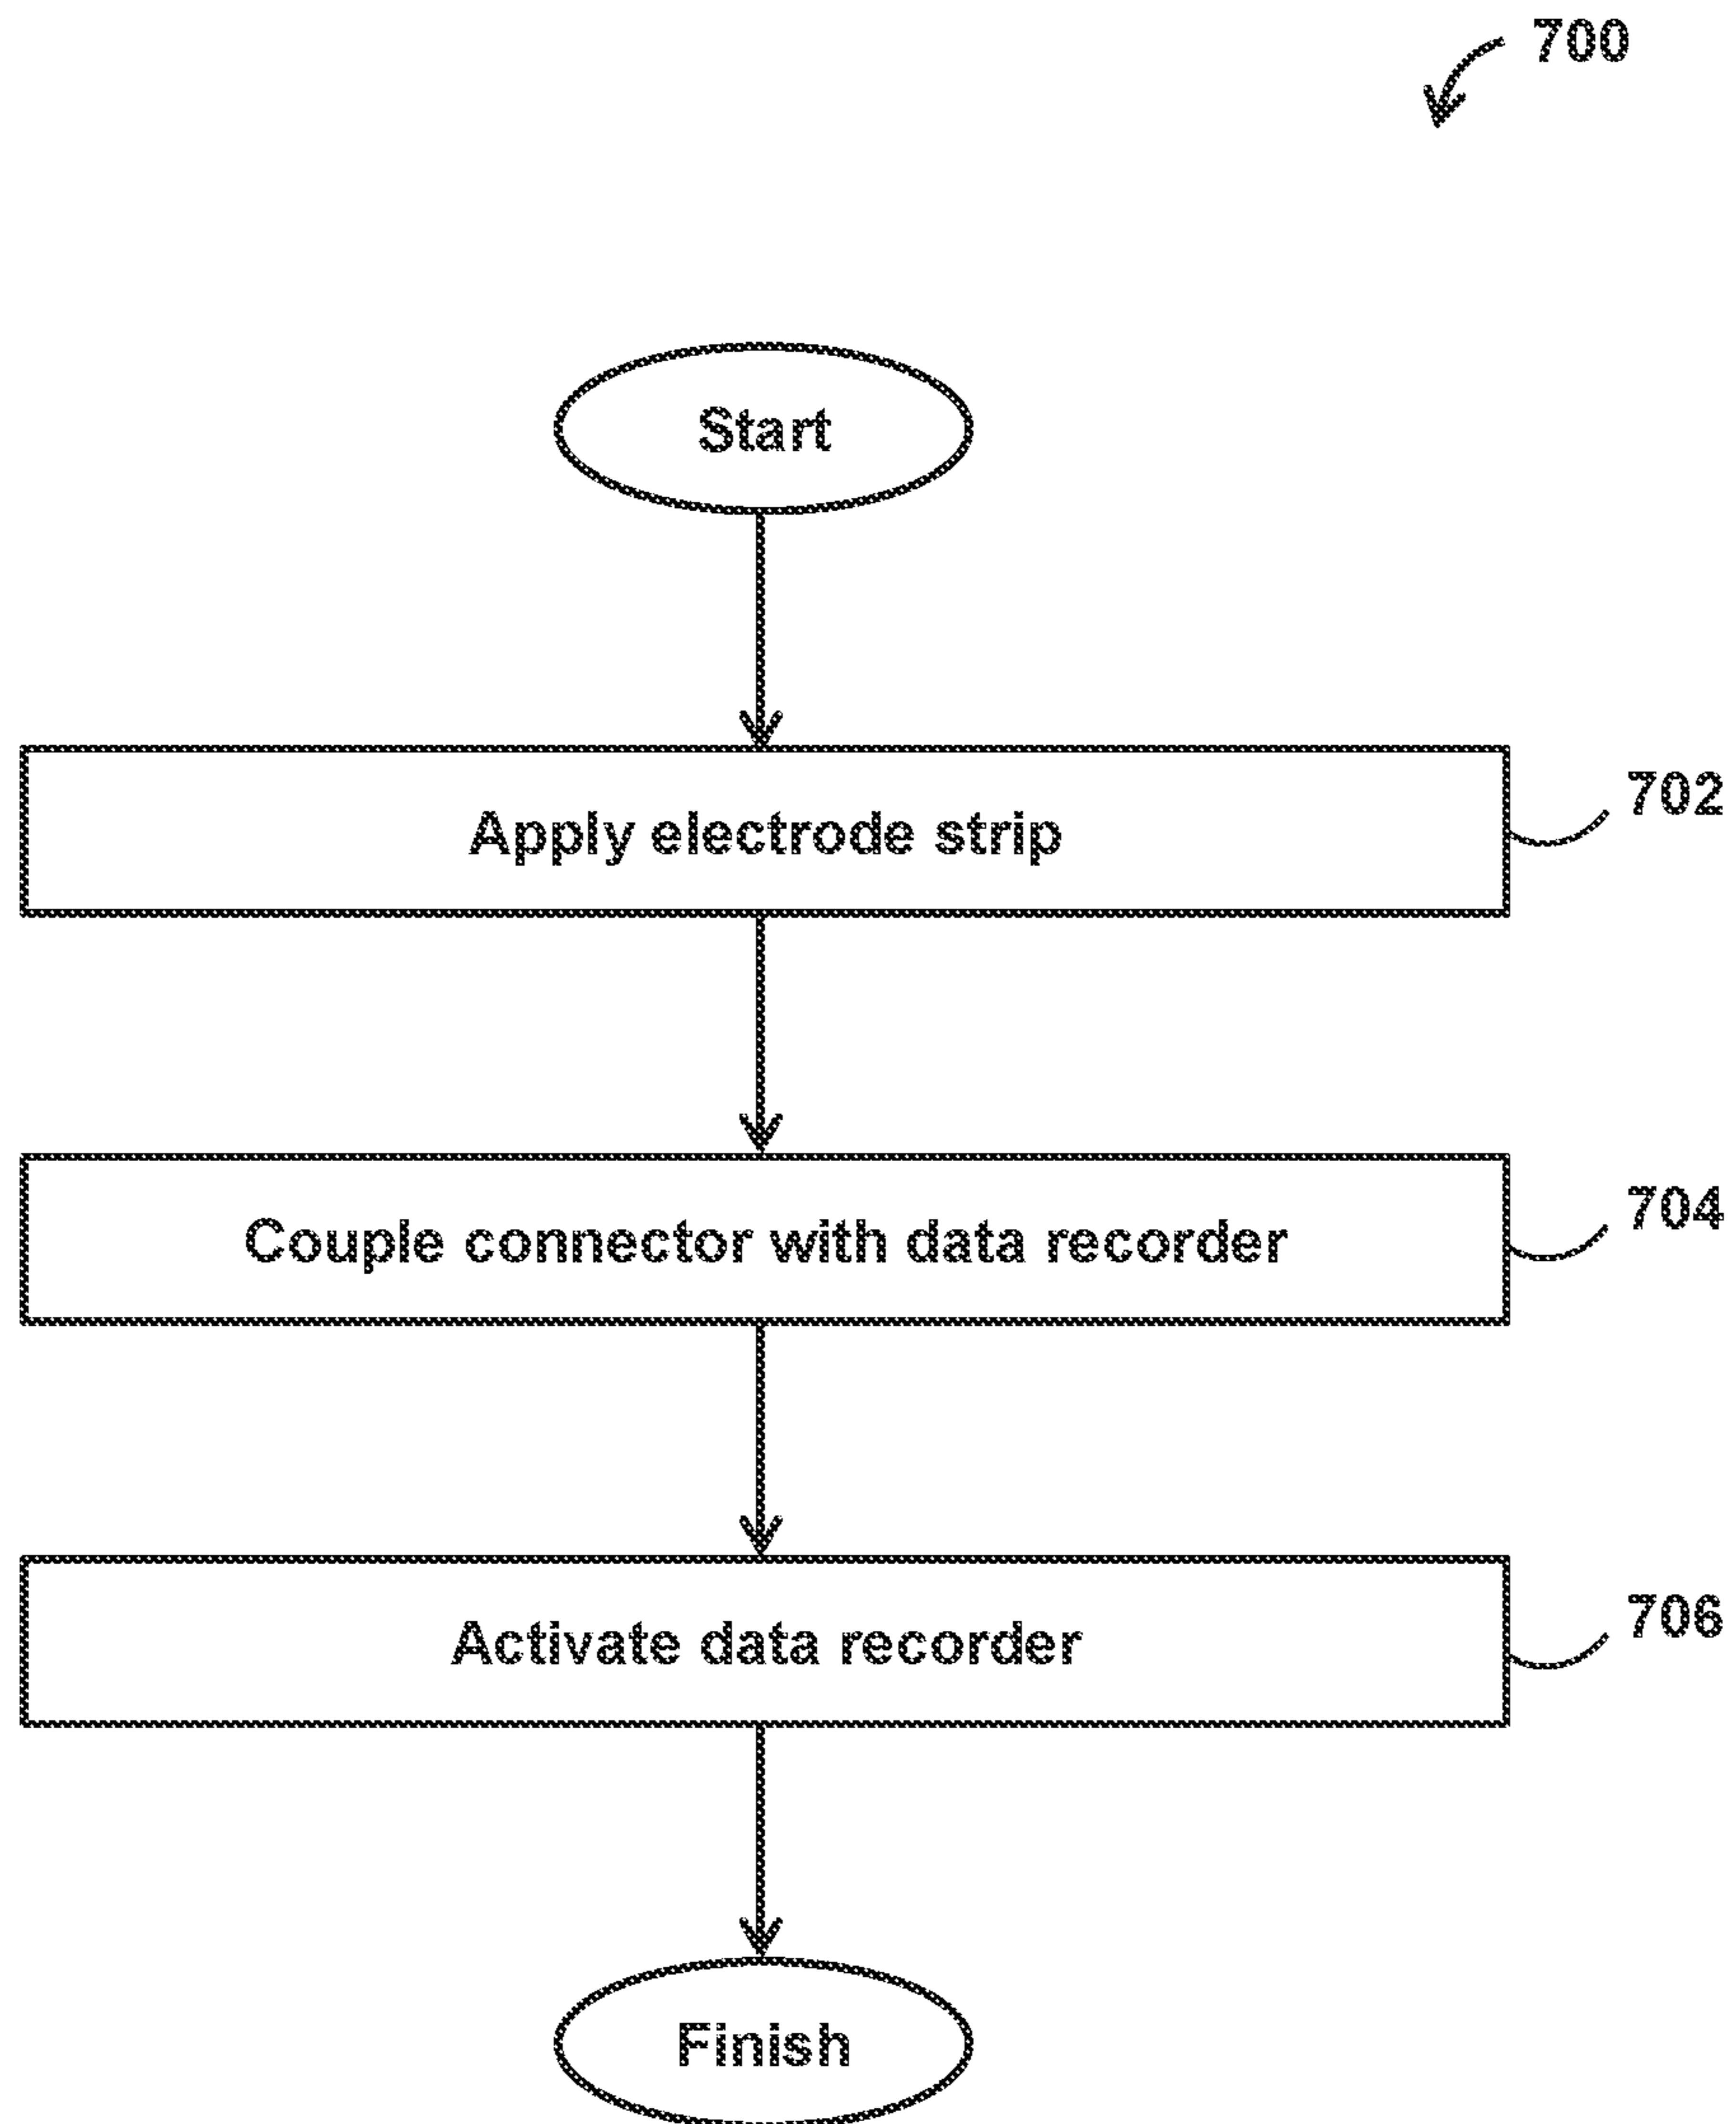 700
Start
Apply electrode strip
702
Couple connector with data recorder
704
Activate data recorder
706
Finish